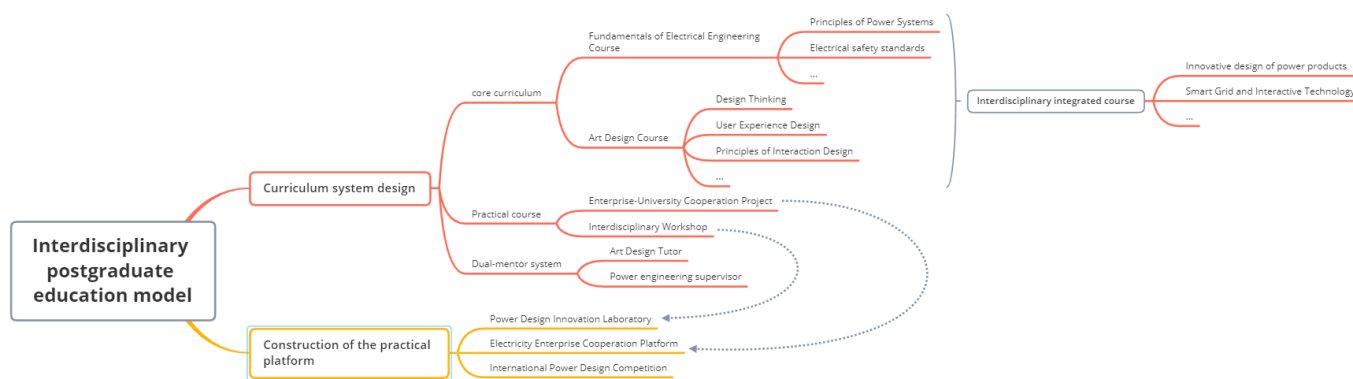 Interdisciplinary
postgraduate
education model
Curriculum system design
core curriculum
Fundamentals of Electrical Engineering
Course
Principles of Power Systems
Electrical safety standards
...
Art Design Course
Design Thinking
User Experience Design
Principles of Interaction Design
...
Interdisciplinary integrated course
Innovative design of power products
Smart Grid and Interactive Technology
...
Practical course
Enterprise-University Cooperation Project
Interdisciplinary Workshop
Dual-mentor system
Art Design Tutor
Power engineering supervisor
Construction of the practical
platform
Power Design Innovation Laboratory
Electricity Enterprise Cooperation Platform
International Power Design Competition